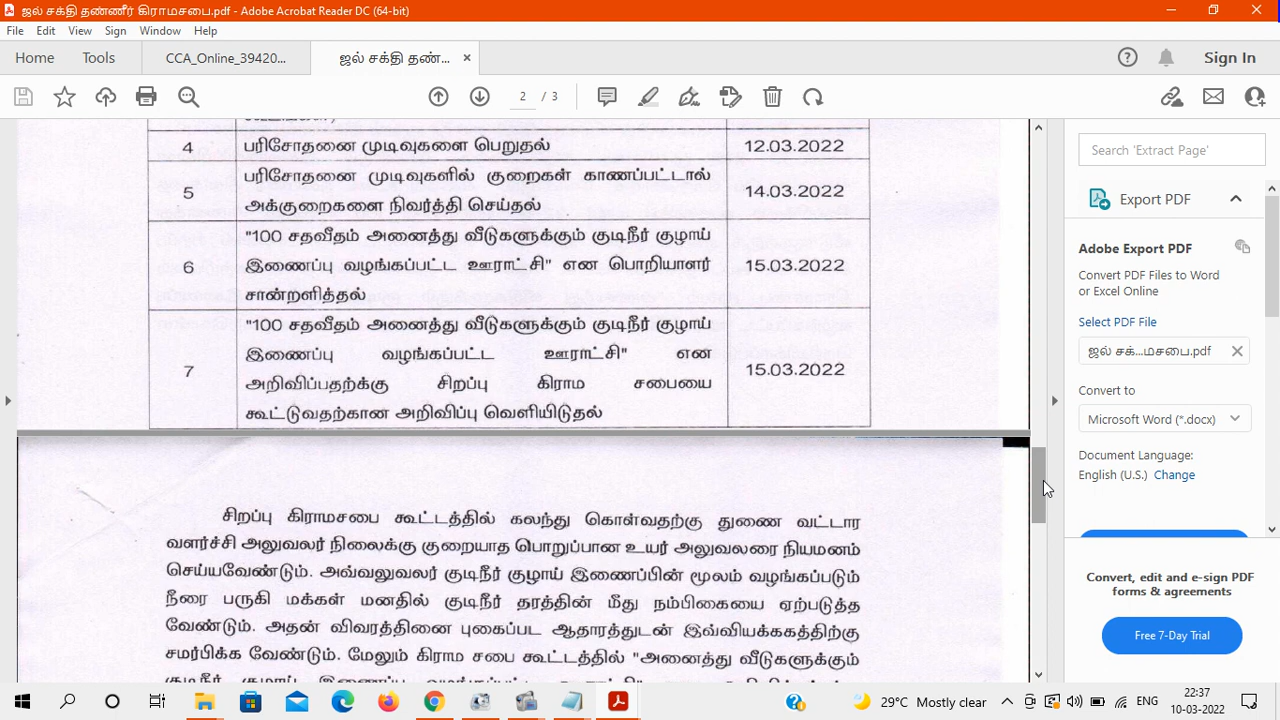 ஜல் சக்தி தண்ணீர் கிராமசபை.pdf - Adobe Acrobat Reader DC (64-bit)
File Edit View Sign Window Help
Home Tools CCA_Online_39420... ஜல் சக்தி தண்... × Sign In
2 / 3
4 பரிசோதனை முடிவுகளை பெறுதல் 12.03.2022
5 பரிசோதனை முடிவுகளில் குறைகள் காணப்பட்டால்
அக்குறைகளை நிவர்த்தி செய்தல் 14.03.2022
6 "100 சதவீதம் அனைத்து வீடுகளுக்கும் குடிநீர் குழாய்
இணைப்பு வழங்கப்பட்ட ஊராட்சி" என பொறியாளர் 15.03.2022
சான்றளித்தல்
7 "100 சதவீதம் அனைத்து வீடுகளுக்கும் குடிநீர் குழாய்
இணைப்பு வழங்கப்பட்ட ஊராட்சி" என
அறிவிப்பதற்க்கு சிறப்பு கிராம சபையை 15.03.2022
கூட்டுவதற்கான அறிவிப்பு வெளியிடுதல்
சிறப்பு கிராமசபை கூட்டத்தில் கலந்து கொள்வதற்கு துணை வட்டார
வளர்ச்சி அலுவலர் நிலைக்கு குறையாத பொறுப்பான உயர் அலுவலரை நியமனம்
செய்யவேண்டும். அவ்வலுவலர் குடிநீர் குழாய் இணைப்பின் மூலம் வழங்கப்படும்
நீரை பருகி மக்கள் மனதில் குடிநீர் தரத்தின் மீது நம்பிகையை ஏற்படுத்த
வேண்டும். அதன் விவரத்தினை புகைப்பட ஆதாரத்துடன் இவ்வியக்ககத்திற்கு
சமர்பிக்க வேண்டும். மேலும் கிராம சபை கூட்டத்தில் "அனைத்து வீடுகளுக்கும்
Search 'Extract Page'
Export PDF
Adobe Export PDF
Convert PDF Files to Word
or Excel Online
Select PDF File
ஜல் சக்...மசபை.pdf
Convert to
Microsoft Word (*.docx)
Document Language:
English (U.S.) Change
Convert, edit and e-sign PDF
forms & agreements
Free 7-Day Trial
29°C Mostly clear ENG 22:37
10-03-2022